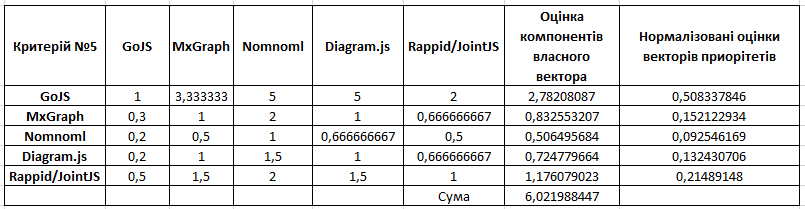 Критерій №5 GoJS MxGraph Nomnoml Diagram.js Rappid/JointJS Оцінка компонентів власного вектора Нормалізовані оцінки векторів приорітетів
GoJS 1 3,333333 5 5 2 2,78208087 0,508337846
MxGraph 0,3 1 2 1 0,666666667 0,832553207 0,152122934
Nomnoml 0,2 0,5 1 0,666666667 0,5 0,506495684 0,092546169
Diagram.js 0,2 1 1,5 1 0,666666667 0,724779664 0,132430706
Rappid/JointJS 0,5 1,5 2 1,5 1 1,176079023 0,21489148
Сума 6,021988447